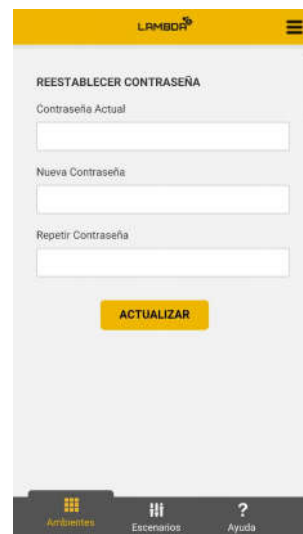 LAMBDA
REESTABLECER CONTRASEÑA
Contraseña Actual
Nueva Contraseña
Repetir Contraseña
ACTUALIZAR
Ambientes Escenarios ? Ayuda